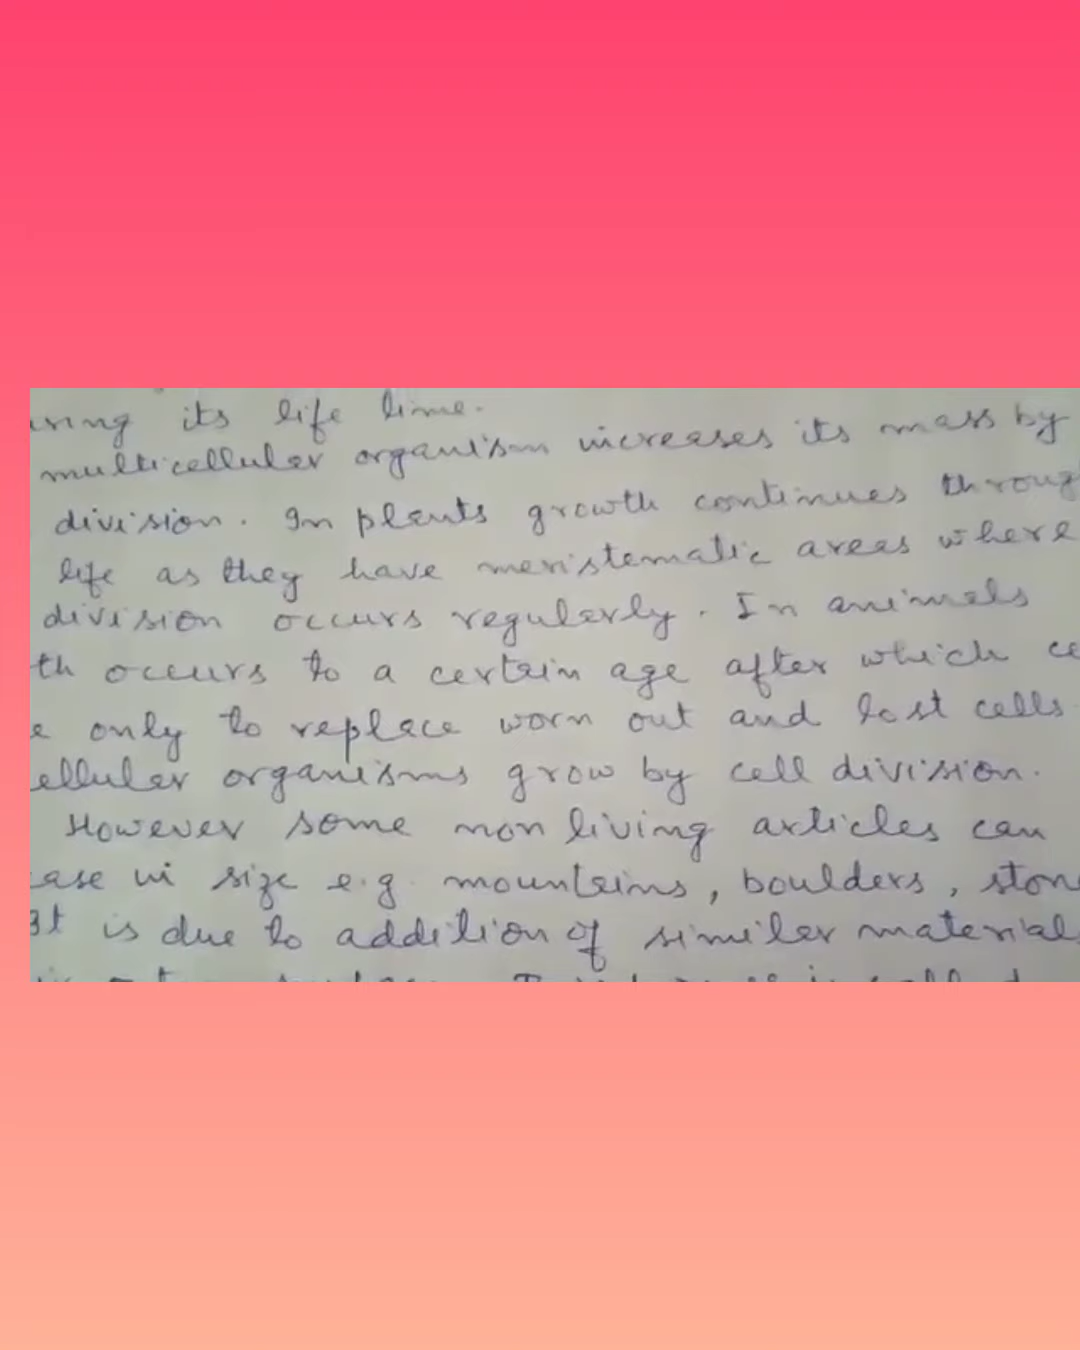 its life time.
multicellular organism increases its mass by
division. In plants growth continues throug
life as they have meristematic areas where
division occurs regularly. In animals
th occurs to a certain age after which ce
e only to replace worn out and lost cells.
ellular organisms grow by cell division.
However some non living articles can
ease in size e.g. mountains, boulders, ston
It is due to addition of similar material